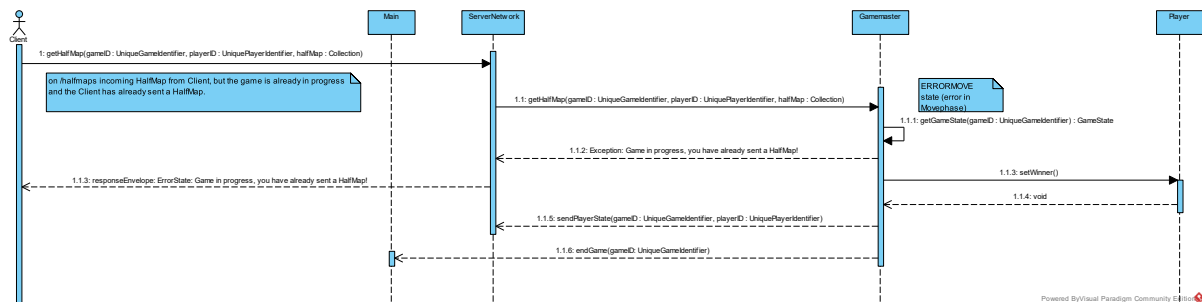 Client
Main
ServerNetwork
Gamemaster
Player
1: getHalfMap(gameID : UniqueGameIdentifier, playerID : UniquePlayerIdentifier, halfMap : Collection)
on /halfmaps incoming HalfMap from Client, but the game is already in progress
and the Client has already sent a HalfMap.
ERRORMOVE
state (error in
Movephase)
1.1: getHalfMap(gameID : UniqueGameIdentifier, playerID : UniquePlayerIdentifier, halfMap : Collection)
1.1.1: getGameState(gameID : UniqueGameIdentifier) : GameState
1.1.2: Exception: Game in progress, you have already sent a HalfMap!
1.1.3: responseEnvelope: ErrorState: Game in progress, you have already sent a HalfMap!
1.1.3: setWinner()
1.1.4: void
1.1.5: sendPlayerState(gameID : UniqueGameIdentifier, playerID : UniquePlayerIdentifier)
1.1.6: endGame(gameID: UniqueGameIdentifier)
Powered ByVisual Paradigm Community Edition